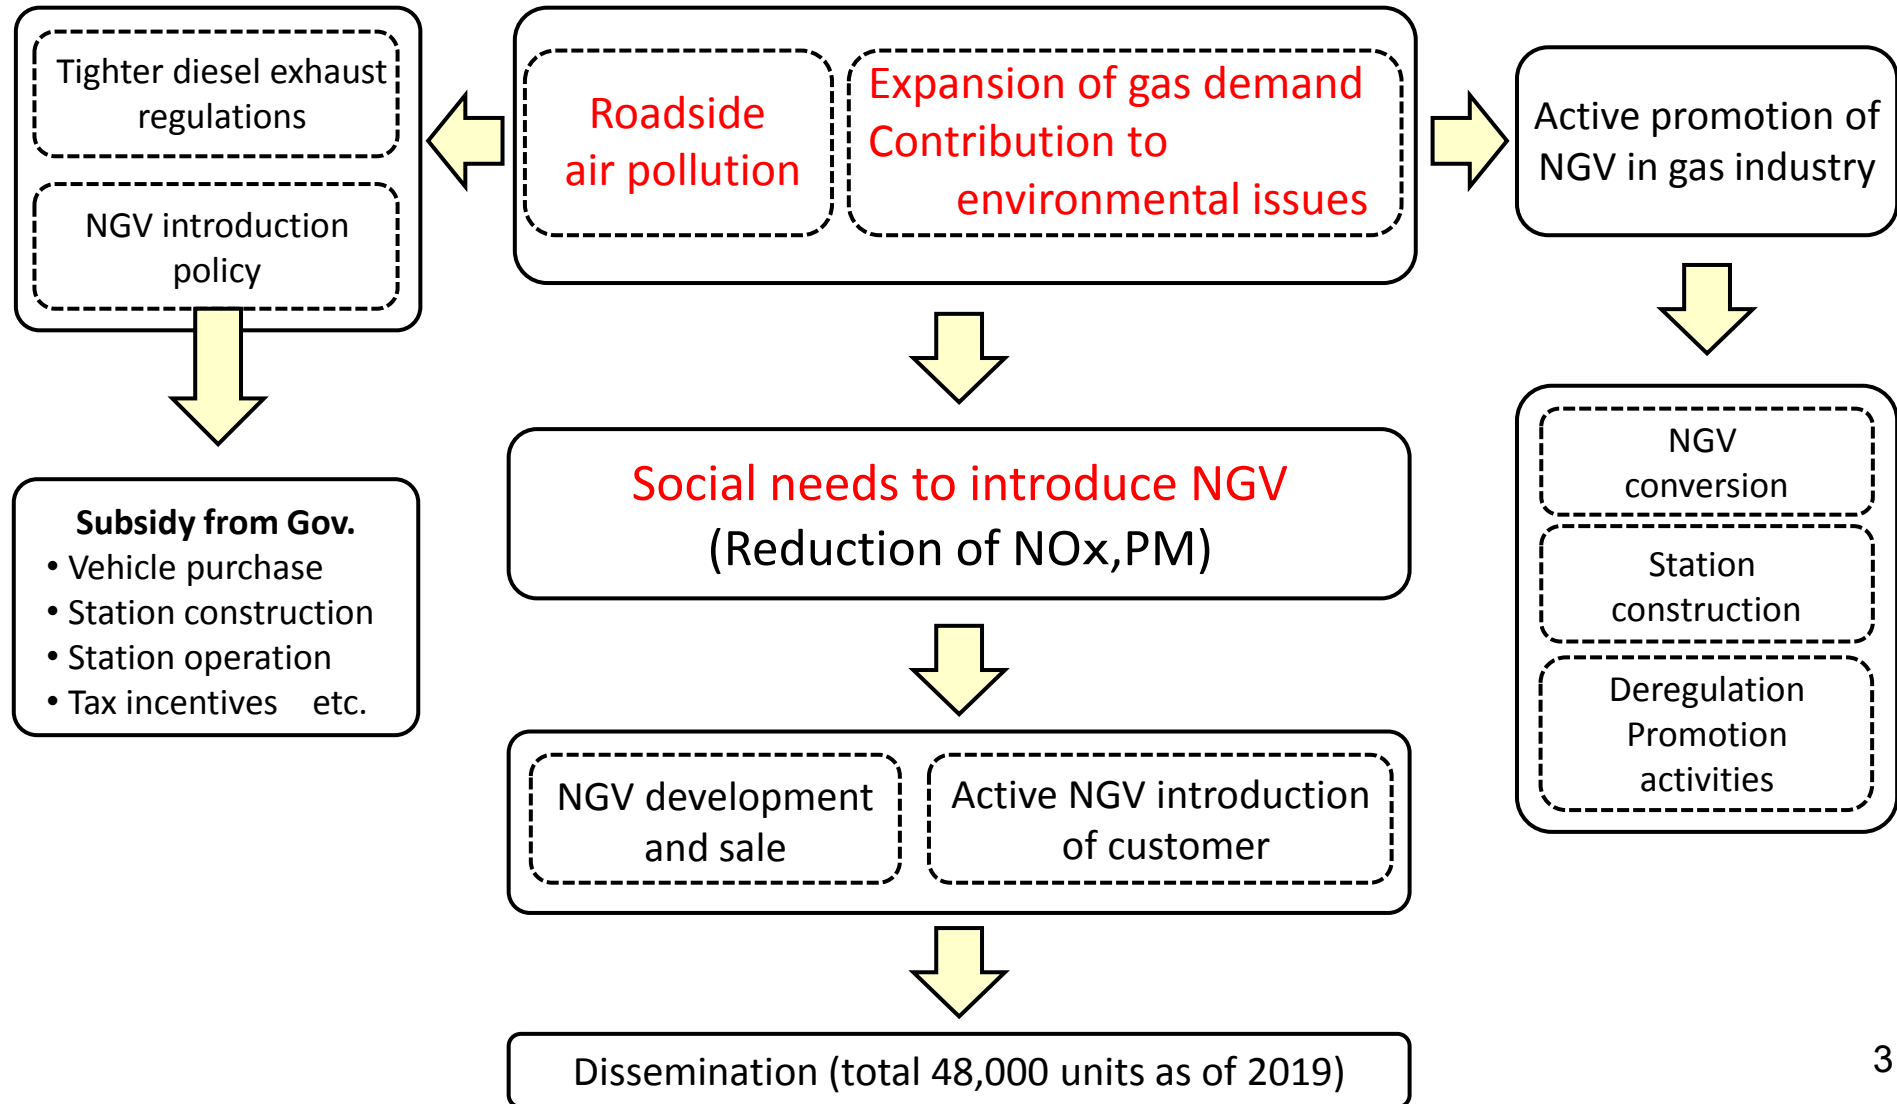 Tighter diesel exhaust
regulations
NGV introduction
policy
Roadside
air pollution
Expansion of gas demand
Contribution to
environmental issues
Active promotion of
NGV in gas industry
Subsidy from Gov.
• Vehicle purchase
• Station construction
• Station operation
• Tax incentives etc.
Social needs to introduce NGV
(Reduction of NOx,PM)
NGV
conversion
Station
construction
Deregulation
Promotion
activities
NGV development
and sale
Active NGV introduction
of customer
Dissemination (total 48,000 units as of 2019)
3